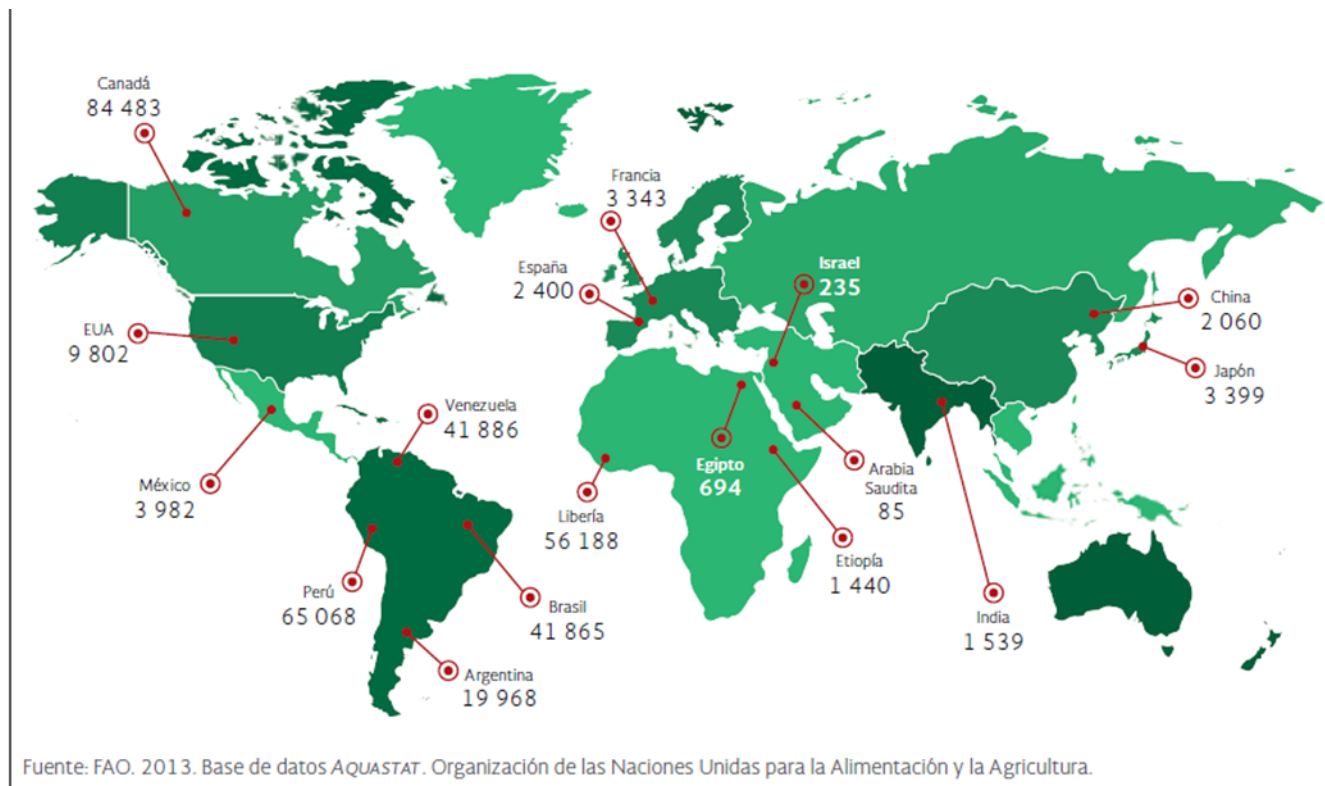 Canadá
84 483
EUA
9 802
México
3 982
Venezuela
41 886
Perú
65 068
Brasil
41 865
Argentina
19 968
Francia
3 343
España
2 400
Israel
235
Egipto
694
Libería
56 188
Arabia
Saudita
85
Etiopía
1 440
China
2 060
Japón
3 399
India
1 539
Fuente: FAO. 2013. Base de datos AQUASTAT. Organización de las Naciones Unidas para la Alimentación y la Agricultura.